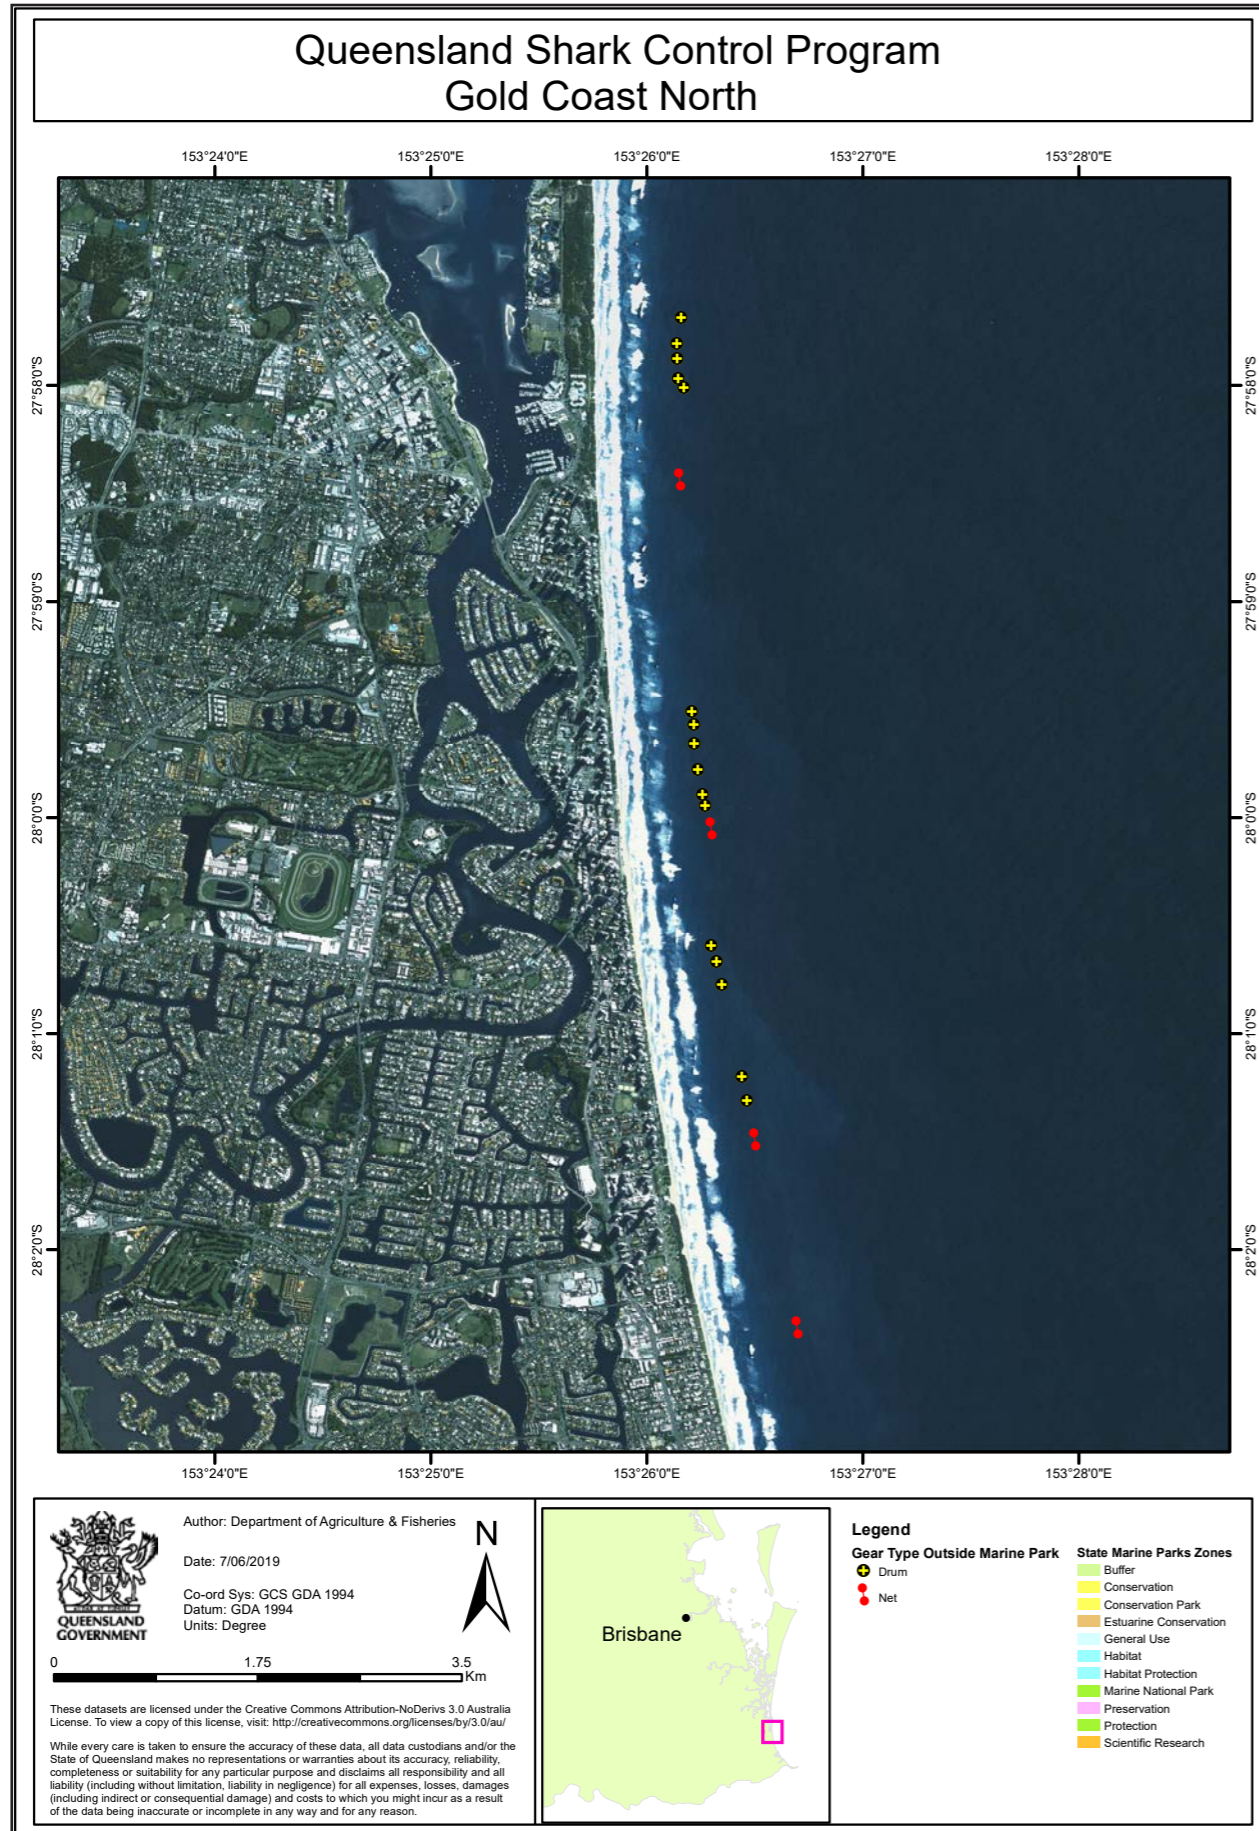 Queensland Shark Control Program
Gold Coast North
153°24'0"E 153°25'0"E 153°26'0"E 153°27'0"E 153°28'0"E
27°58'0"S 27°58'0"S
27°59'0"S 27°59'0"S
28°0'0"S 28°0'0"S
28°1'0"S 28°1'0"S
28°2'0"S 28°2'0"S
153°24'0"E 153°25'0"E 153°26'0"E 153°27'0"E 153°28'0"E
QUEENSLAND
GOVERNMENT
Author: Department of Agriculture & Fisheries
Date: 7/06/2019
Co-ord Sys: GCS GDA 1994
Datum: GDA 1994
Units: Degree
N
0 1.75 3.5
Km
These datasets are licensed under the Creative Commons Attribution-NoDerivs 3.0 Australia
License. To view a copy of this license, visit: http://creativecommons.org/licenses/by/3.0/au/
While every care is taken to ensure the accuracy of these data, all data custodians and/or the
State of Queensland makes no representations or warranties about its accuracy, reliability,
completeness or suitability for any particular purpose and disclaims all responsibility and all
liability (including without limitation, liability in negligence) for all expenses, losses, damages
(including indirect or consequential damage) and costs to which you might incur as a result
of the data being inaccurate or incomplete in any way and for any reason.
Brisbane
Legend
Gear Type Outside Marine Park
Drum
Net
State Marine Parks Zones
Buffer
Conservation
Conservation Park
Estuarine Conservation
General Use
Habitat
Habitat Protection
Marine National Park
Preservation
Protection
Scientific Research